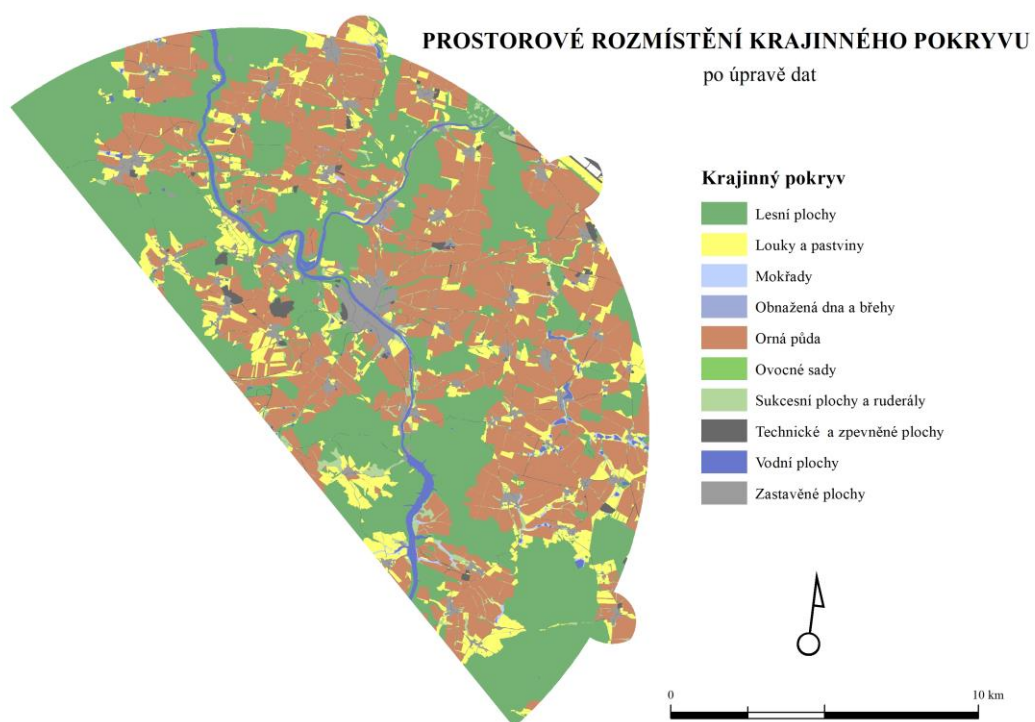 PROSTOROVÉ ROZMÍSTĚNÍ KRAJINNÉHO POKRYVU
po úpravě dat
Krajinný pokryv
Lesní plochy
Louky a pastviny
Mokřady
Obnažená dna a břehy
Orná půda
Ovocné sady
Sukcesní plochy a ruderály
Technické a zpevněné plochy
Vodní plochy
Zastavěné plochy
0 10 km